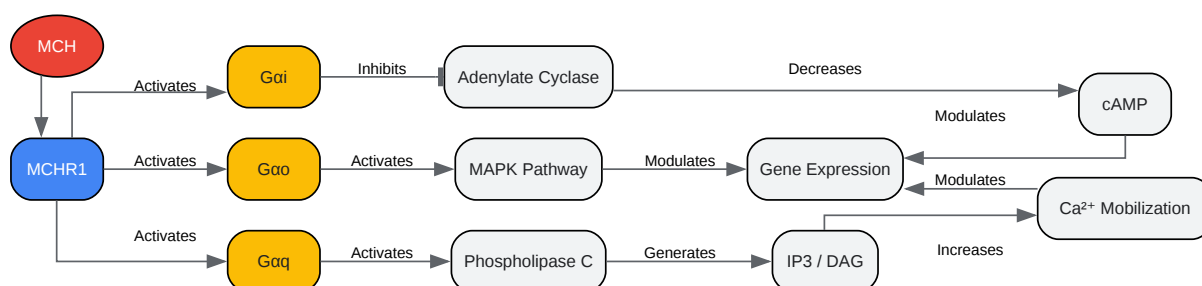 MCH
Activates
Gαi
Inhibits
Adenylate Cyclase
Decreases
cAMP
Modulates
MCHR1
Activates
Gαo
Activates
MAPK Pathway
Modulates
Gene Expression
Modulates
Ca²⁺ Mobilization
Activates
Gαq
Activates
Phospholipase C
Generates
IP3 / DAG
Increases